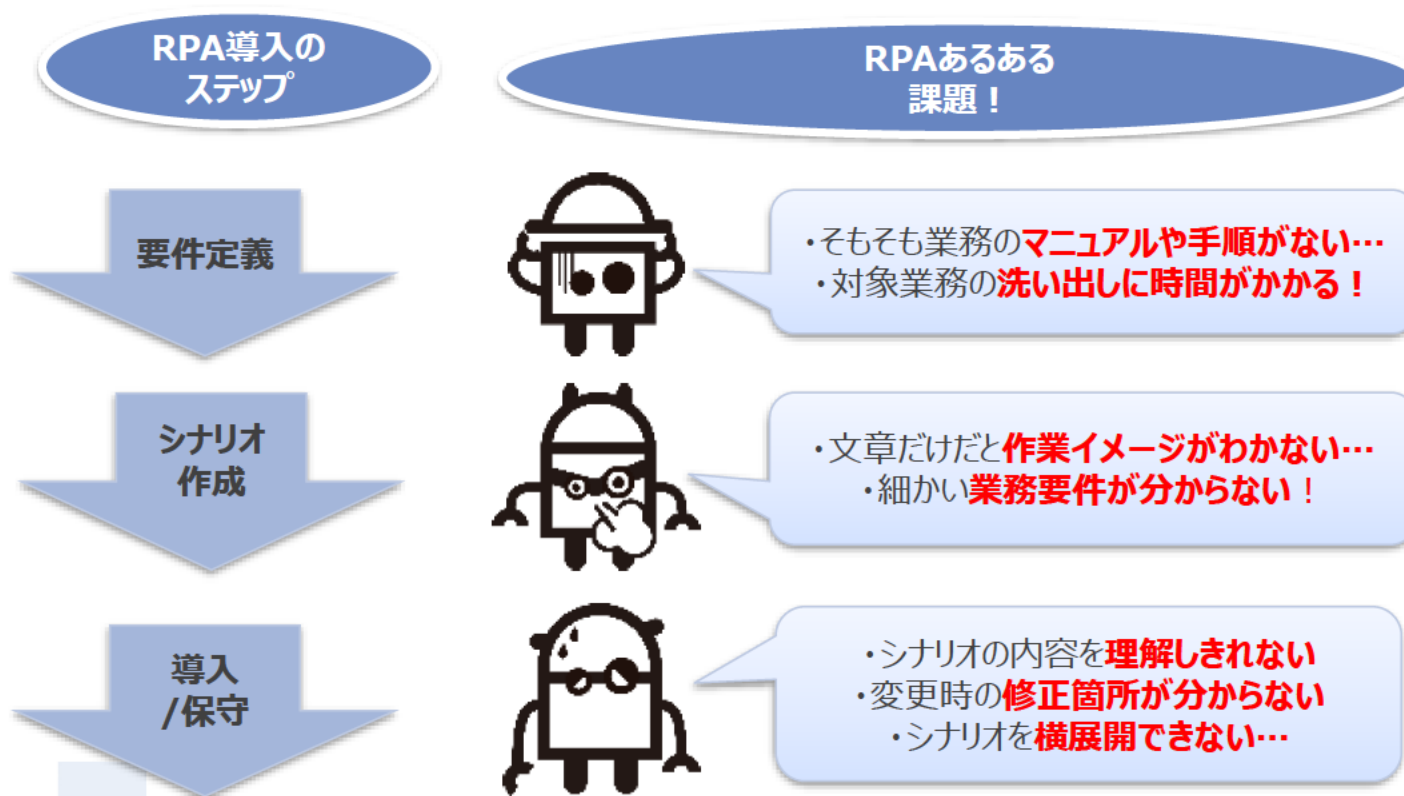 RPA導入の
ステップ
RPAあるある
課題！
要件定義
・そもそも業務のマニュアルや手順がない…
・対象業務の洗い出しに時間がかかる！
シナリオ
作成
・文章だけだと作業イメージがわかない…
・細かい業務要件が分からない！
導入
/保守
・シナリオの内容を理解しきれない
・変更時の修正箇所が分からない
・シナリオを横展開できない…